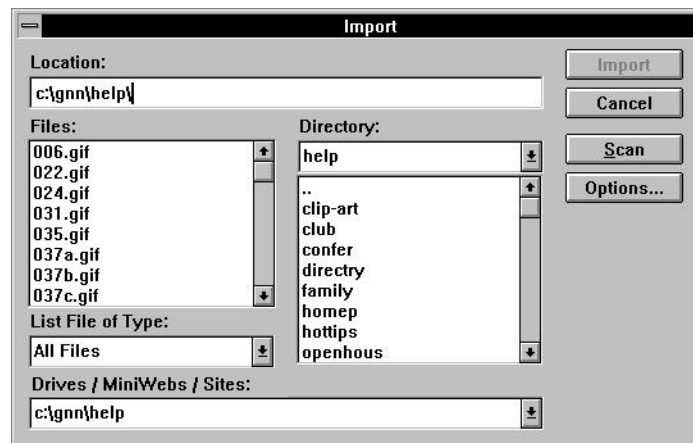 Import
Location:
c:\gnn\help\
Files:
006.gif
022.gif
024.gif
031.gif
035.gif
037a.gif
037b.gif
037c.gif
List File of Type:
All Files
Directory:
help
..
clip-art
club
confer
directry
family
homep
hottips
openhous
Drives / MiniWebs / Sites:
c:\gnn\help
Import
Cancel
Scan
Options...